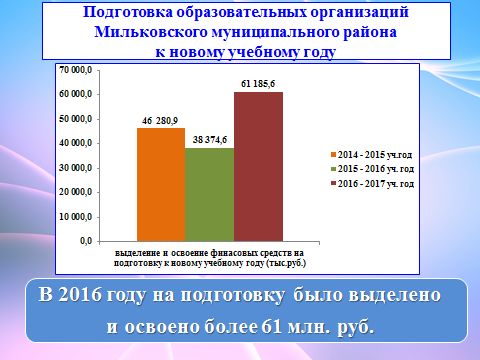 Подготовка образовательных организаций
Мильковского муниципального района
к новому учебному году
70 000,0
60 000,0
50 000,0
40 000,0
30 000,0
20 000,0
10 000,0
0,0
46 280,9
38 374,6
61 185,6
2014 - 2015 уч.год
2015 - 2016 уч. год
2016 - 2017 уч. год
выделение и освоение финасовых средств на
подготовку к новому учебному году (тыс.руб.)
В 2016 году на подготовку было выделено
и освоено более 61 млн. руб.